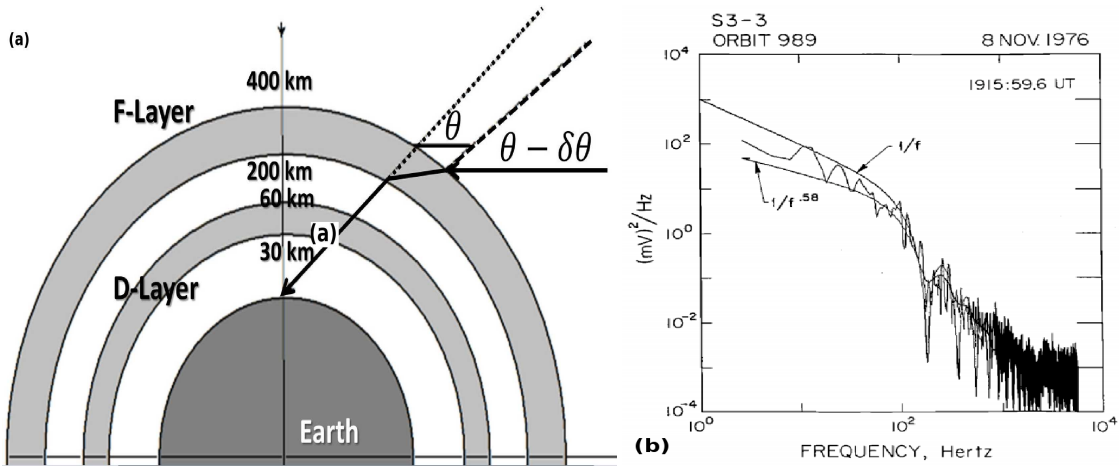 (a)
400 km
F-Layer
θ
θ − δθ
200 km
60 km
(a)
30 km
D-Layer
Earth
S3-3
ORBIT 989
8 NOV. 1976
1915:59.6 UT
10⁴
10²
10⁰
10⁻²
10⁻⁴
(mV)²/Hz
1/f
1/f.58
10⁰
10²
10⁴
(b)
FREQUENCY, Hertz